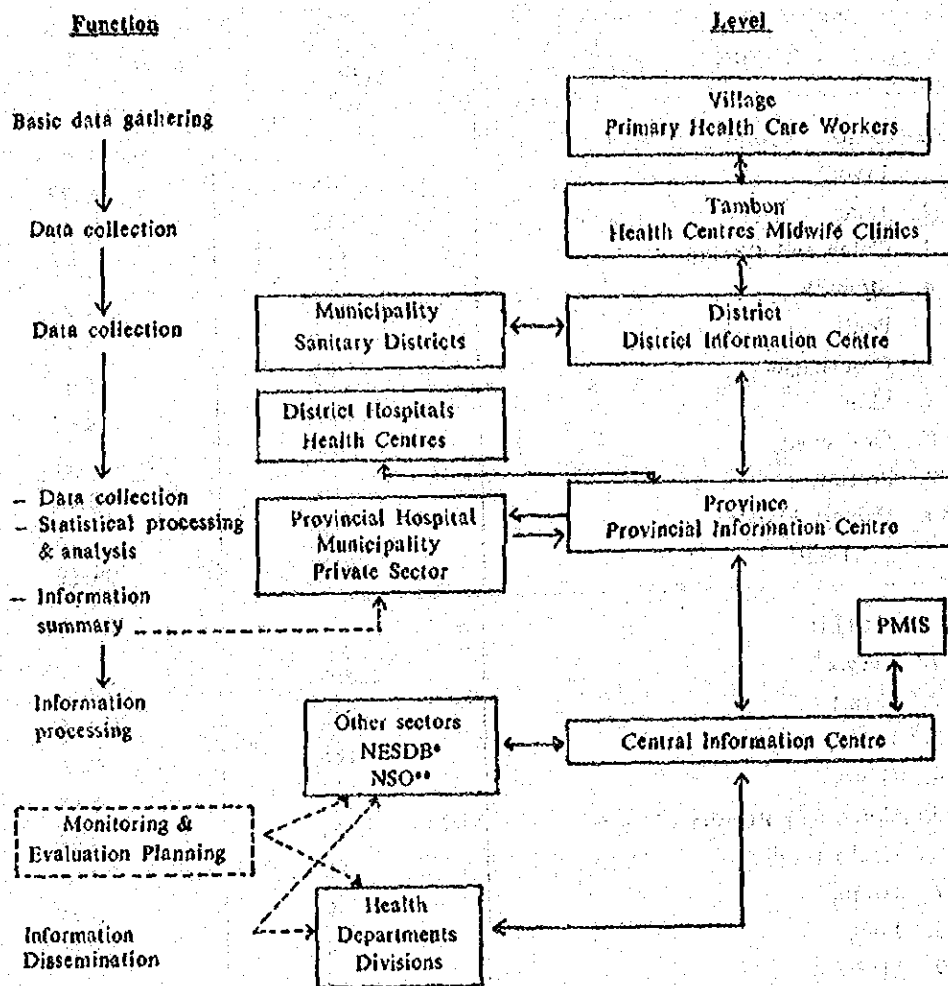 Function
Level
Basic data gathering
Village
Primary Health Care Workers
Data collection
Tambon
Health Centres Midwife Clinics
Data collection
Municipality
Sanitary Districts
District
District Information Centre
District Hospitals
Health Centres
– Data collection
– Statistical processing
& analysis
– Information
summary
Provincial Hospital
Municipality
Private Sector
Province
Provincial Information Centre
PMIS
Information
processing
Other sectors
NESDB*
NSO**
Central Information Centre
Monitoring &
Evaluation Planning
Information
Dissemination
Health
Departments
Divisions